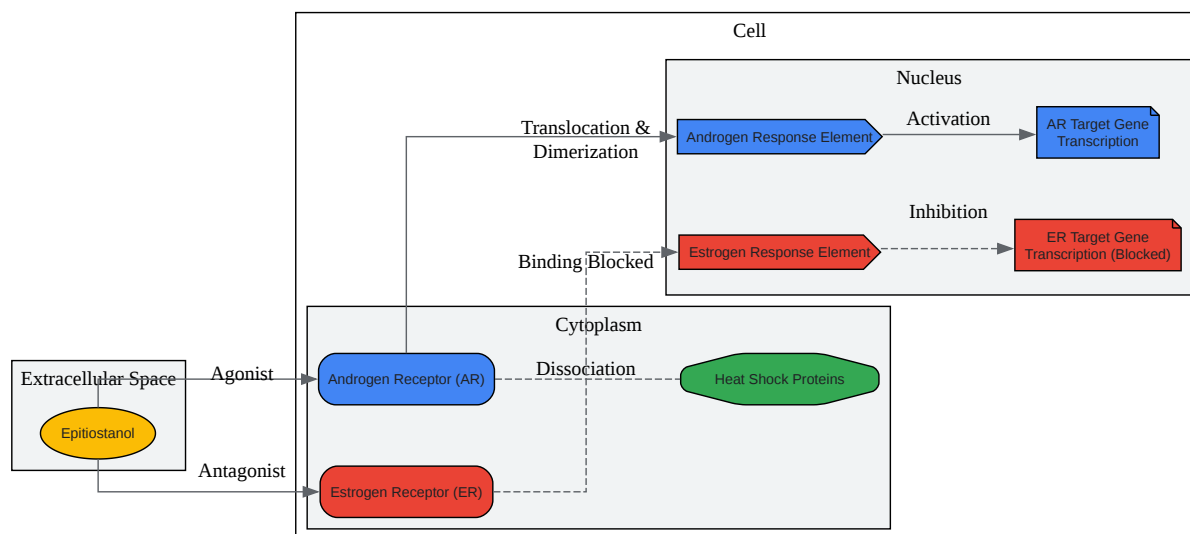 Cell
Nucleus
Translocation &
Dimerization
Androgen Response Element
Activation
AR Target Gene
Transcription
Binding Blocked
Estrogen Response Element
Inhibition
ER Target Gene
Transcription (Blocked)
Cytoplasm
Extracellular Space
Agonist
Androgen Receptor (AR)
Dissociation
Heat Shock Proteins
Epitiostanol
Antagonist
Estrogen Receptor (ER)